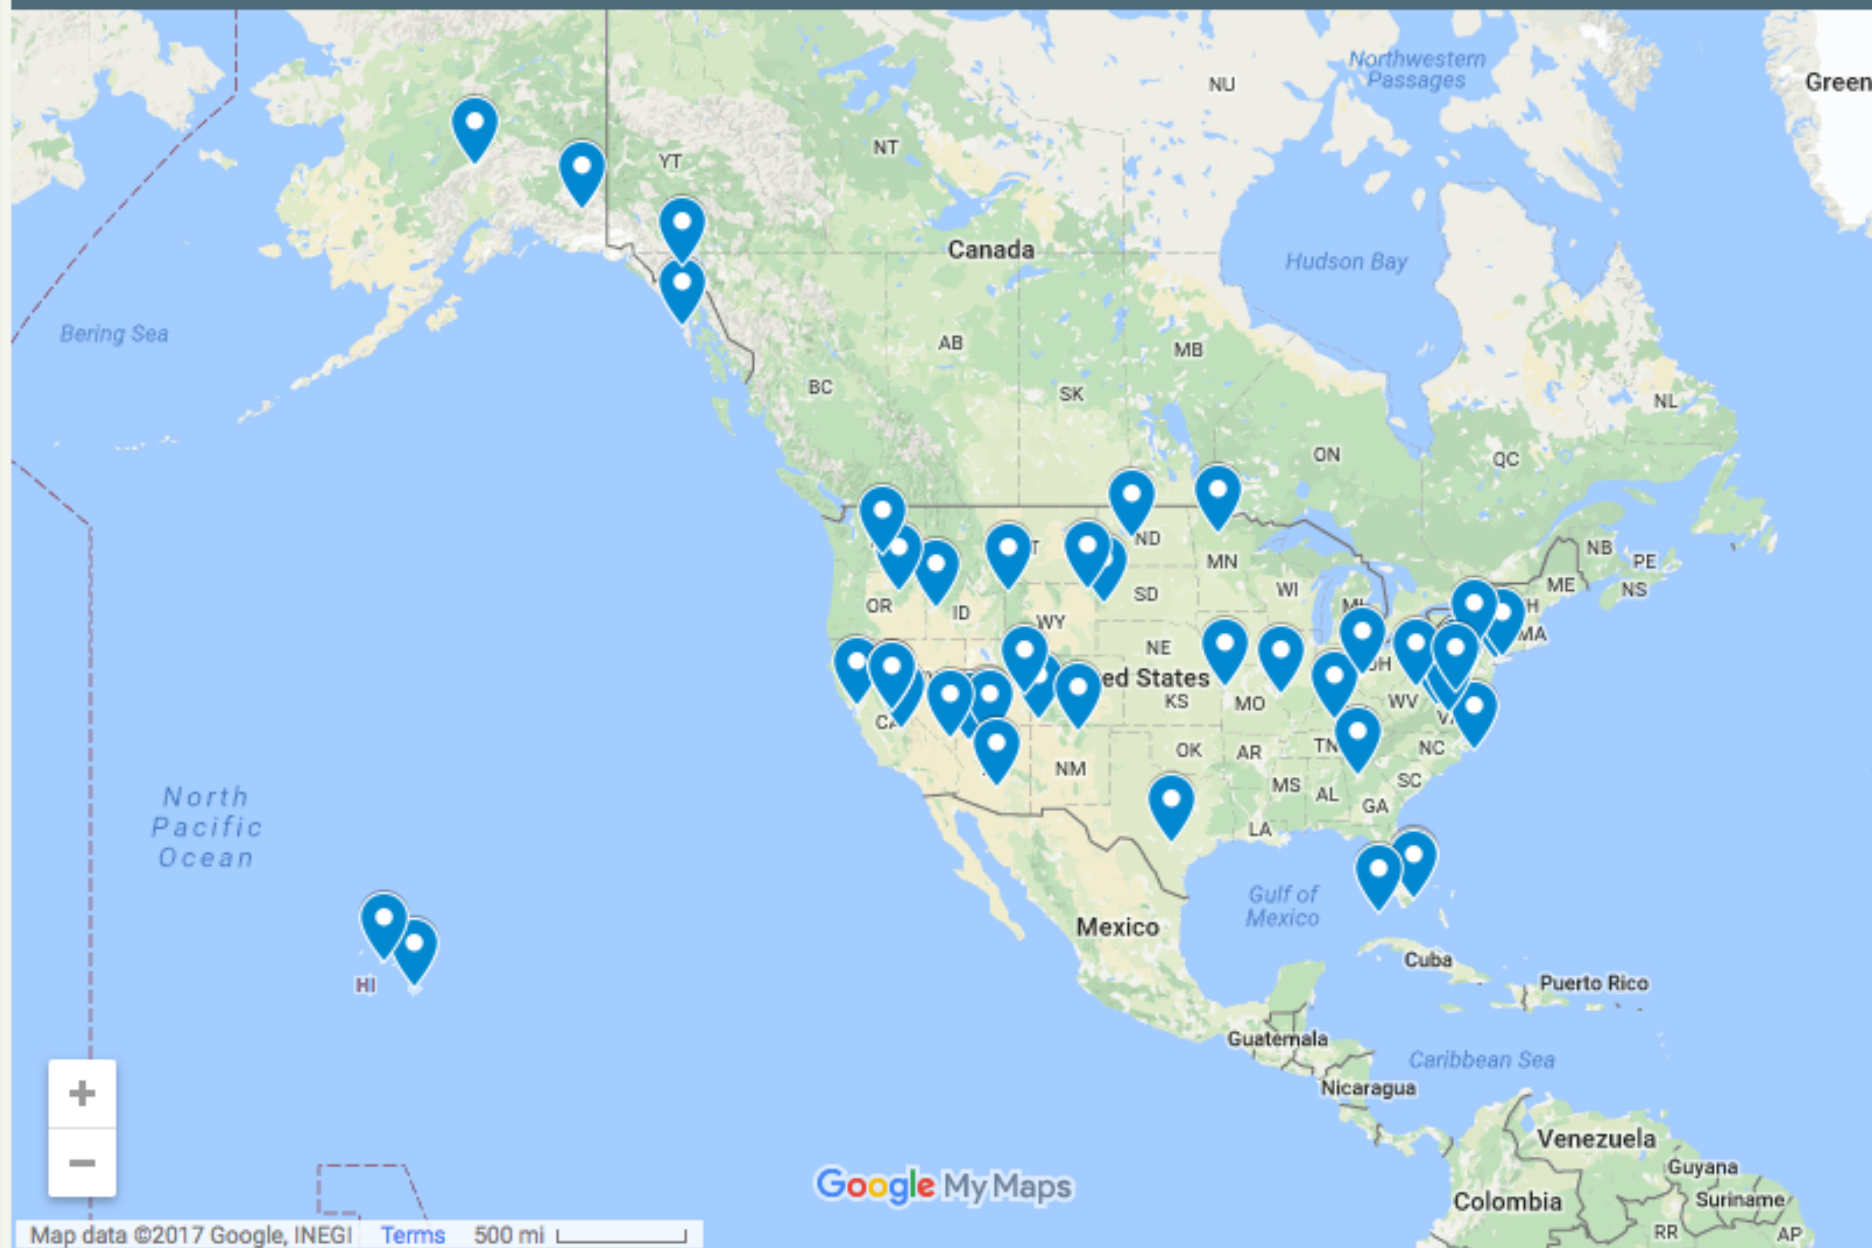 Northwestern
Passages
Green
NU
YT
NT
Canada
Hudson Bay
Bering Sea
AB
MB
BC
SK
NL
ON
QC
ND
NB
PE
MN
ME
NS
OR
ID
SD
WI
WY
MA
NE
ed States
KS
MO
WV
OK
AR
TN
NC
NM
MS
AL
SC
GA
LA
North
Pacific
Ocean
Gulf of
Mexico
Mexico
Cuba
HI
Puerto Rico
Guatemala
Caribbean Sea
Nicaragua
+
−
Venezuela
Guyana
Google My Maps
Colombia
Suriname
RR
AP
Map data ©2017 Google, INEGI Terms 500 mi